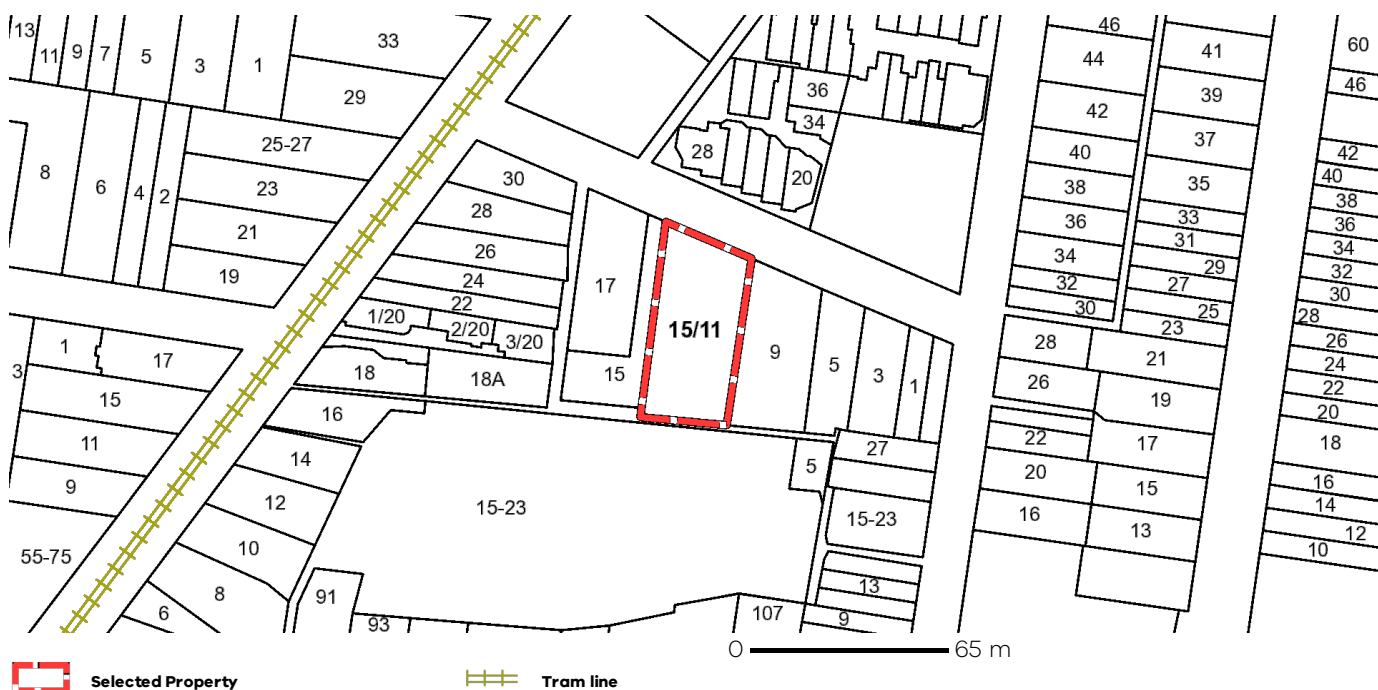 /13 11 9 7 5 3 1 33 46 41 60
29 36 44 39 46
25-27 34 42 37
8 6 4 2 23 30 28 20 40 35 42
21 28 38 33 40
19 26 36 31 38
24 34 29 36
22 17 32 27 34
1/20 2/20 3/20 15/11 30 25 32
1 17 18 18A 15 9 5 3 1 28 23 30
3 15 16 26 21 28
11 14 27 22 19 26
9 12 5 20 17 24
55-75 10 15-23 15-23 16 15 22
8 91 13 13 20
6 93 107 9 18
16
14
12
10
0 65 m
Selected Property Tram line